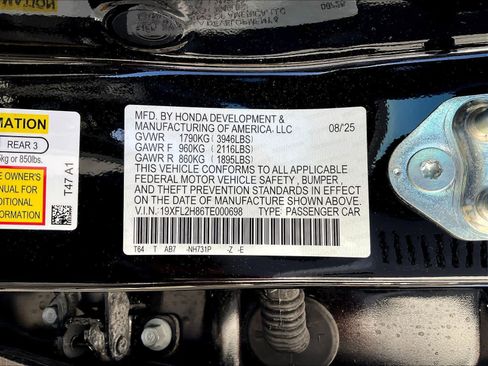 MFD. BY HONDA DEVELOPMENT &
MANUFACTURING OF AMERICA. LLC 08/25
GVWR 1790KG (3946LBS)
GAWR F 960KG (2116LBS)
GAWR R 860KG (1895LBS)
THIS VEHICLE CONFORMS TO ALL APPLICABLE
FEDERAL MOTOR VEHICLE SAFETY, BUMPER,
AND THEFT PREVENTION STANDARDS IN EFFECT
ON THE DATE OF MANUFACTURE SHOWN ABOVE.
V.I.N. 19XFL2H86TE000698 TYPE: PASSENGER CAR
T64 T AB7 -NH731P -Z -E
MATION
REAR 3
kg or 850lbs.
E OWNER'S
ANUAL FOR
DITIONAL
ORMATION
T47 A1